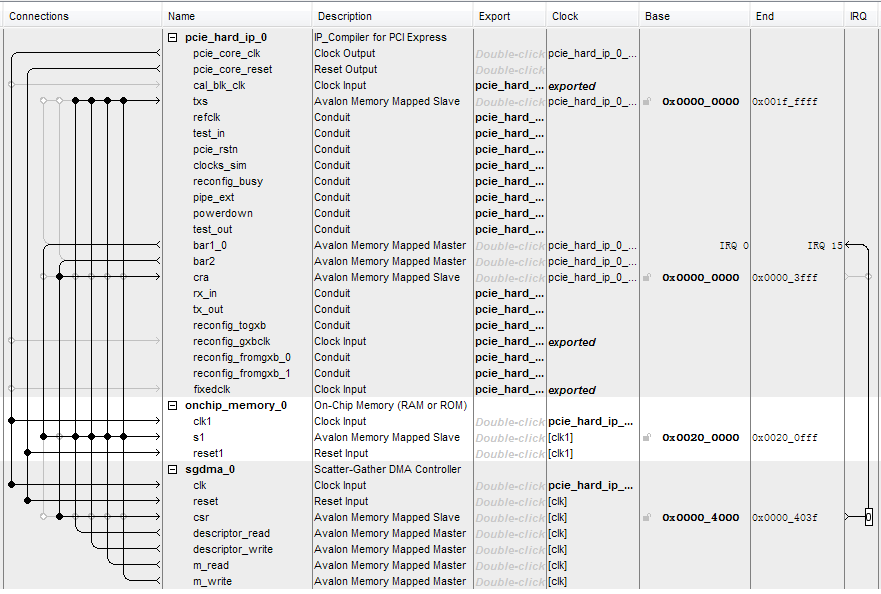 Connections Name Description Export Clock Base End IRQ
pcie_hard_ip_0 IP_Compiler for PCI Express
pcie_core_clk Clock Output Double-click pcie_hard_ip_0_...
pcie_core_reset Reset Output Double-click
cal_blk_clk Clock Input pcie_hard_... exported
txs Avalon Memory Mapped Slave Double-click pcie_hard_ip_0_... 0x0000_0000 0x001f_ffff
refclk Conduit pcie_hard_...
test_in Conduit pcie_hard_...
pcie_rstn Conduit pcie_hard_...
clocks_sim Conduit pcie_hard_...
reconfig_busy Conduit pcie_hard_...
pipe_ext Conduit pcie_hard_...
powerdown Conduit pcie_hard_...
test_out Conduit pcie_hard_...
bar1_0 Avalon Memory Mapped Master Double-click pcie_hard_ip_0_... IRQ 0 IRQ 15
bar2 Avalon Memory Mapped Master Double-click pcie_hard_ip_0_...
cra Avalon Memory Mapped Slave Double-click pcie_hard_ip_0_... 0x0000_0000 0x0000_3fff
rx_in Conduit pcie_hard_...
tx_out Conduit pcie_hard_...
reconfig_togxb Conduit pcie_hard_...
reconfig_gxbclk Clock Input pcie_hard_... exported
reconfig_fromgxb_0 Conduit pcie_hard_...
reconfig_fromgxb_1 Conduit pcie_hard_...
fixedclk Clock Input pcie_hard_... exported
onchip_memory_0 On-Chip Memory (RAM or ROM)
clk1 Clock Input Double-click pcie_hard_ip_...
s1 Avalon Memory Mapped Slave Double-click [clk1] 0x0020_0000 0x0020_0fff
reset1 Reset Input Double-click [clk1]
sgdma_0 Scatter-Gather DMA Controller
clk Clock Input Double-click pcie_hard_ip_...
reset Reset Input Double-click [clk]
csr Avalon Memory Mapped Slave Double-click [clk] 0x0000_4000 0x0000_403f 0
descriptor_read Avalon Memory Mapped Master Double-click [clk]
descriptor_write Avalon Memory Mapped Master Double-click [clk]
m_read Avalon Memory Mapped Master Double-click [clk]
m_write Avalon Memory Mapped Master Double-click [clk]